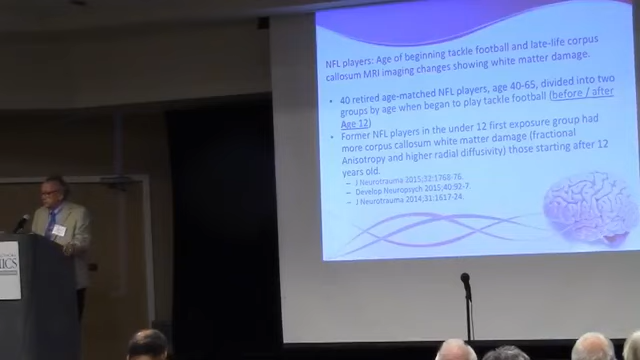 NFL players: Age of beginning tackle football and late-life corpus
callosum MRI imaging changes showing white matter damage.
• 40 retired age-matched NFL players, age 40-65, divided into two
groups by age when began to play tackle football (before / after
Age 12)
• Former NFL players in the under 12 first exposure group had
more corpus callosum white matter damage (fractional
Anisotropy and higher radial diffusivity) those starting after 12
years old.
– J Neurotrauma 2015;32:1768-76.
– Develop Neuropsych 2015;40:92-7.
– J Neurotrauma 2014;31:1617-24.
ICS